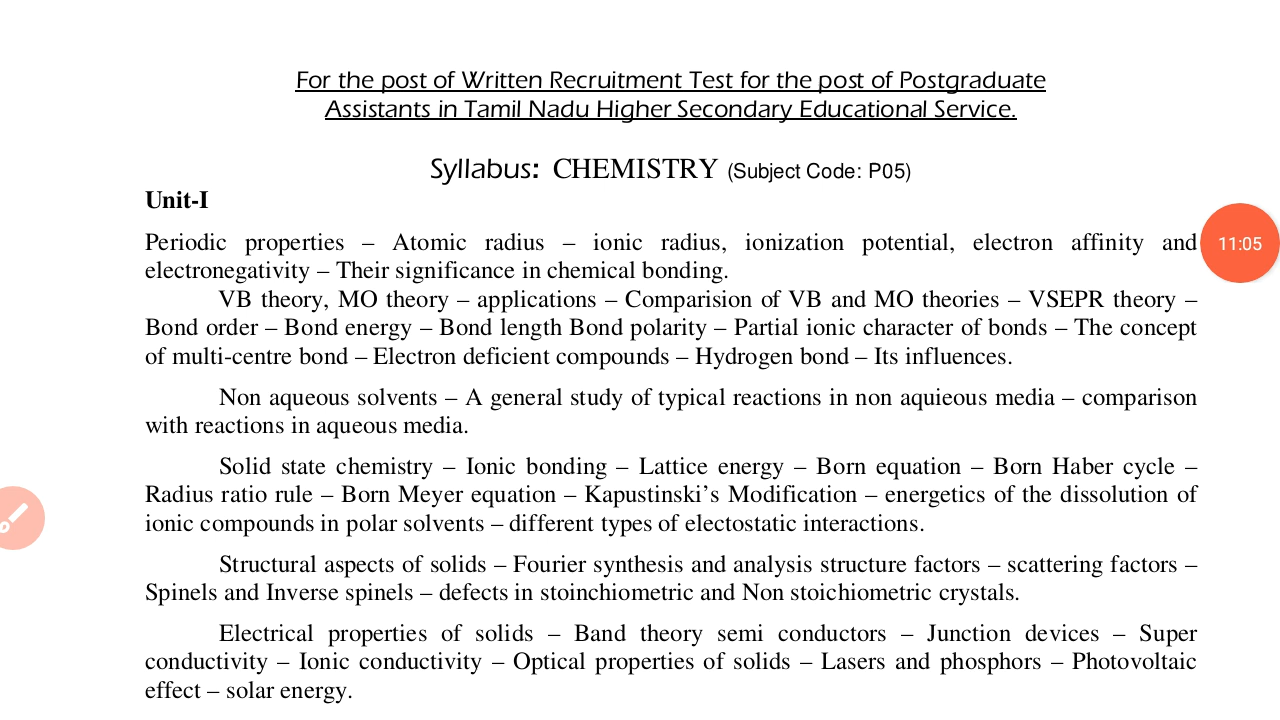 For the post of Written Recruitment Test for the post of Postgraduate
Assistants in Tamil Nadu Higher Secondary Educational Service.
Syllabus: CHEMISTRY (Subject Code: P05)
Unit-I
Periodic properties – Atomic radius – ionic radius, ionization potential, electron affinity and
electronegativity – Their significance in chemical bonding.
VB theory, MO theory – applications – Comparision of VB and MO theories – VSEPR theory –
Bond order – Bond energy – Bond length Bond polarity – Partial ionic character of bonds – The concept
of multi-centre bond – Electron deficient compounds – Hydrogen bond – Its influences.
Non aqueous solvents – A general study of typical reactions in non aquieous media – comparison
with reactions in aqueous media.
Solid state chemistry – Ionic bonding – Lattice energy – Born equation – Born Haber cycle –
Radius ratio rule – Born Meyer equation – Kapustinski’s Modification – energetics of the dissolution of
ionic compounds in polar solvents – different types of electostatic interactions.
Structural aspects of solids – Fourier synthesis and analysis structure factors – scattering factors –
Spinels and Inverse spinels – defects in stoinchiometric and Non stoichiometric crystals.
Electrical properties of solids – Band theory semi conductors – Junction devices – Super
conductivity – Ionic conductivity – Optical properties of solids – Lasers and phosphors – Photovoltaic
effect – solar energy.
11:05